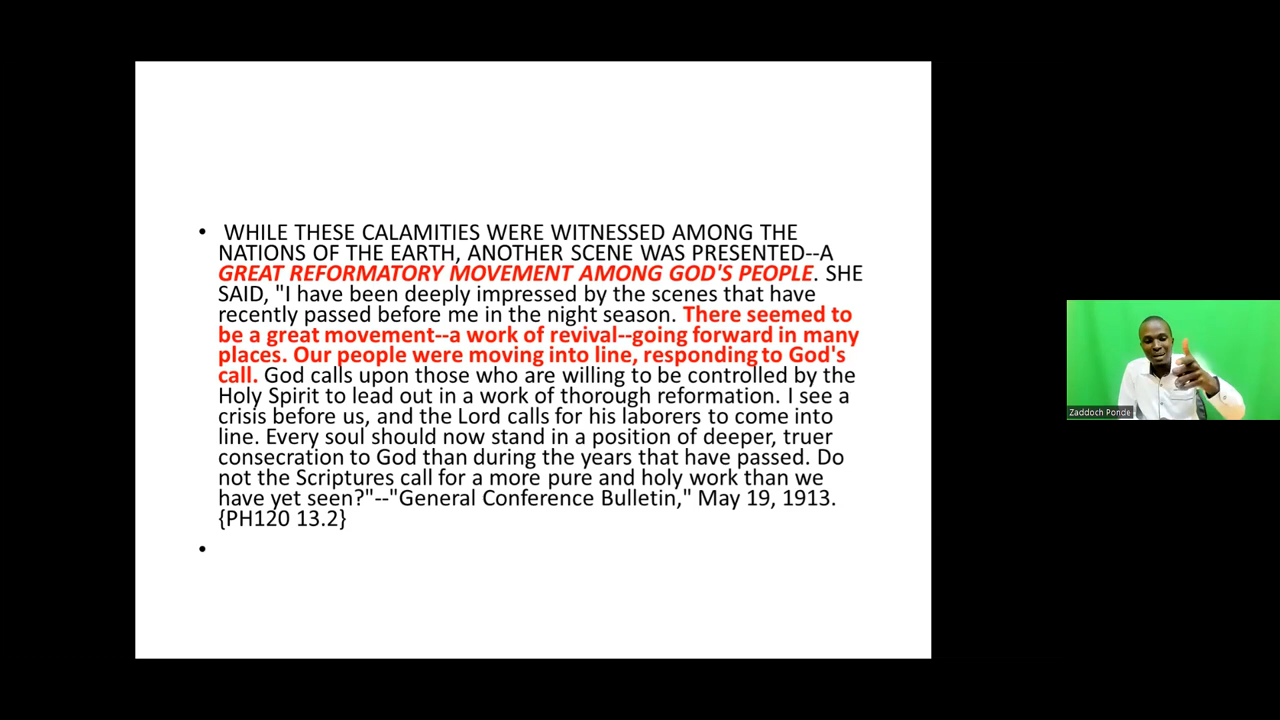 • WHILE THESE CALAMITIES WERE WITNESSED AMONG THE
NATIONS OF THE EARTH, ANOTHER SCENE WAS PRESENTED--A
GREAT REFORMATORY MOVEMENT AMONG GOD'S PEOPLE. SHE
SAID, "I have been deeply impressed by the scenes that have
recently passed before me in the night season. There seemed to
be a great movement--a work of revival--going forward in many
places. Our people were moving into line, responding to God's
call. God calls upon those who are willing to be controlled by the
Holy Spirit to lead out in a work of thorough reformation. I see a
crisis before us, and the Lord calls for his laborers to come into
line. Every soul should now stand in a position of deeper, truer
consecration to God than during the years that have passed. Do
not the Scriptures call for a more pure and holy work than we
have yet seen?"--"General Conference Bulletin," May 19, 1913.
{PH120 13.2}
•
Zaddoch Ponde